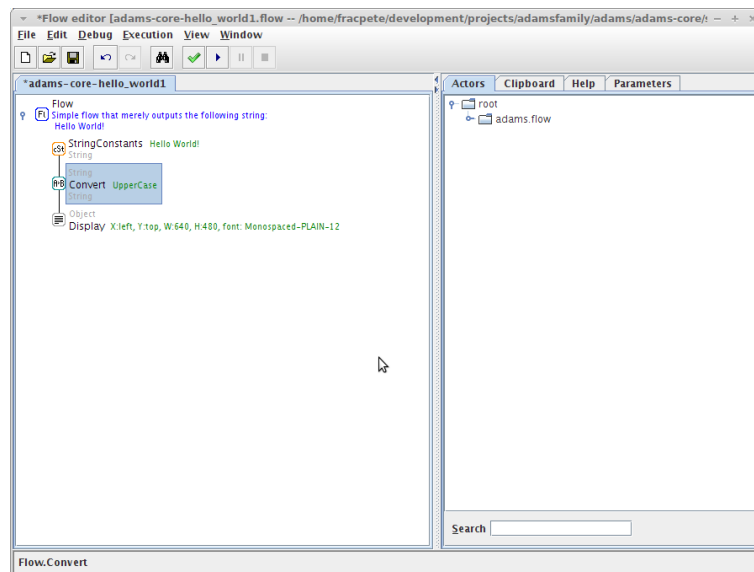 *Flow editor [adams-core-hello_world1.flow -- /home/fracpete/development/projects/adamsfamily/adams/adams-core/
File Edit Debug Execution View Window
*adams-core-hello_world1
Flow
Simple flow that merely outputs the following string:
Hello World!
StringConstants Hello World!
String
String
Convert UpperCase
String
Object
Display X:left, Y:top, W:640, H:480, font: Monospaced-PLAIN-12
Actors Clipboard Help Parameters
root
adams.flow
Search
Flow.Convert